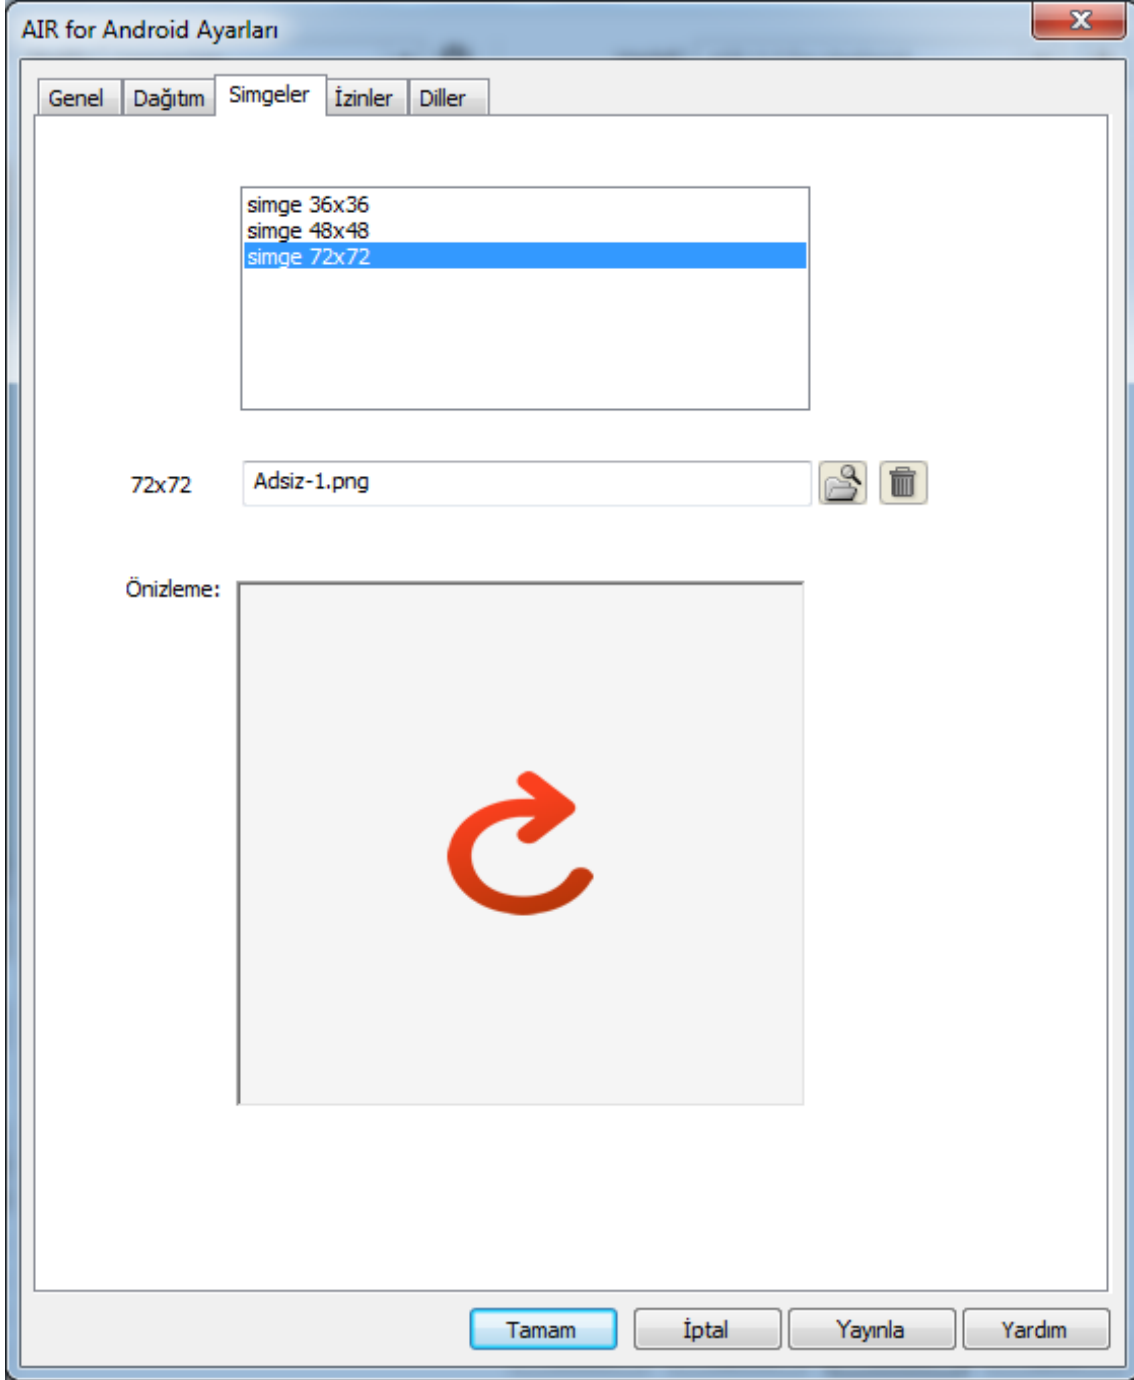 AIR for Android Ayarları
Genel Dağıtım Simgeler İzinler Diller
simge 36x36
simge 48x48
simge 72x72
72x72 Adsiz-1.png
Önizleme:
Tamam İptal Yayınla Yardım